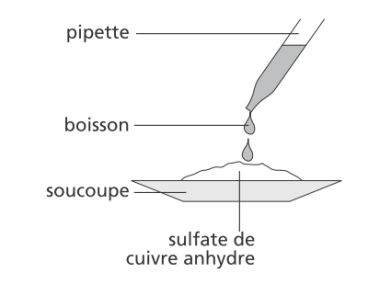 pipette
boisson
soucoupe
sulfate de
cuivre anhydre